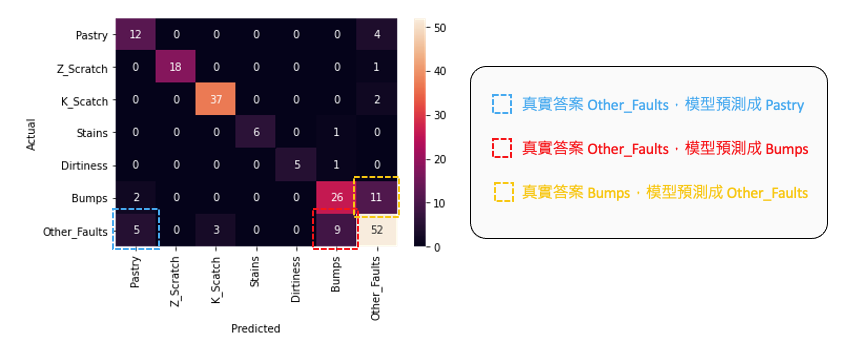 Pastry 12 0 0 0 0 0 4
Z_Scratch 0 18 0 0 0 0 1
K_Scatch 0 0 37 0 0 0 2
Stains 0 0 0 6 0 1 0
Dirtiness 0 0 0 0 5 1 0
Bumps 2 0 0 0 0 26 11
Other_Faults 5 0 3 0 0 9 52
Actual
Pastry Z_Scratch K_Scatch Stains Dirtiness Bumps Other_Faults
Predicted
50
40
30
20
10
0
真實答案 Other_Faults，模型預測成 Pastry
真實答案 Other_Faults，模型預測成 Bumps
真實答案 Bumps，模型預測成 Other_Faults